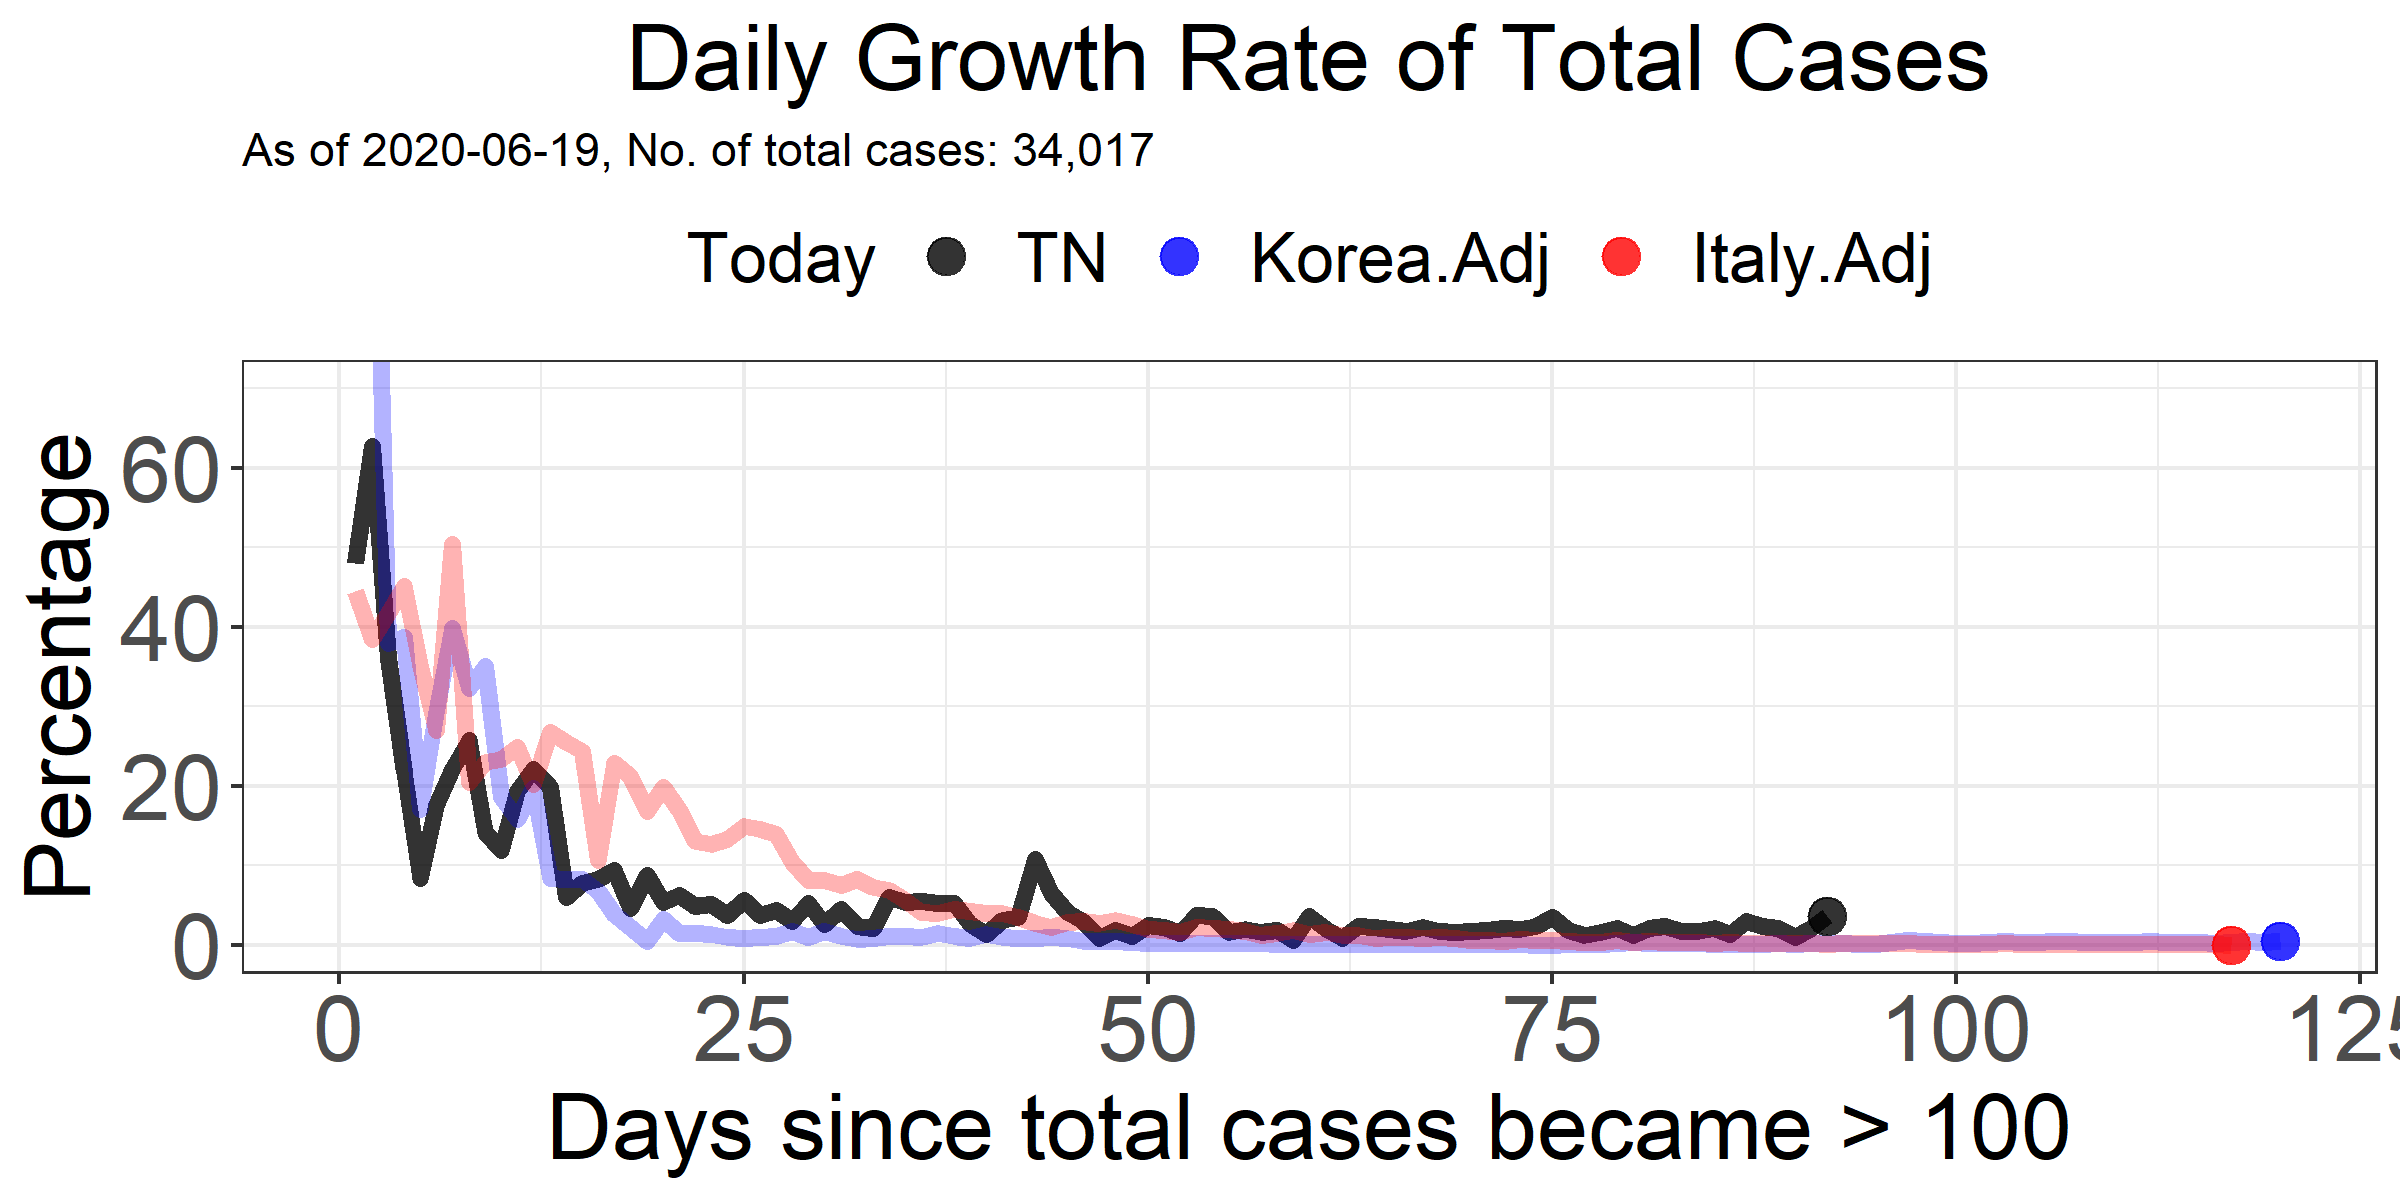 Daily Growth Rate of Total Cases
As of 2020-06-19, No. of total cases: 34,017
Today TN Korea.Adj Italy.Adj
Percentage
60
40
20
0
0 25 50 75 100 125
Days since total cases became > 100